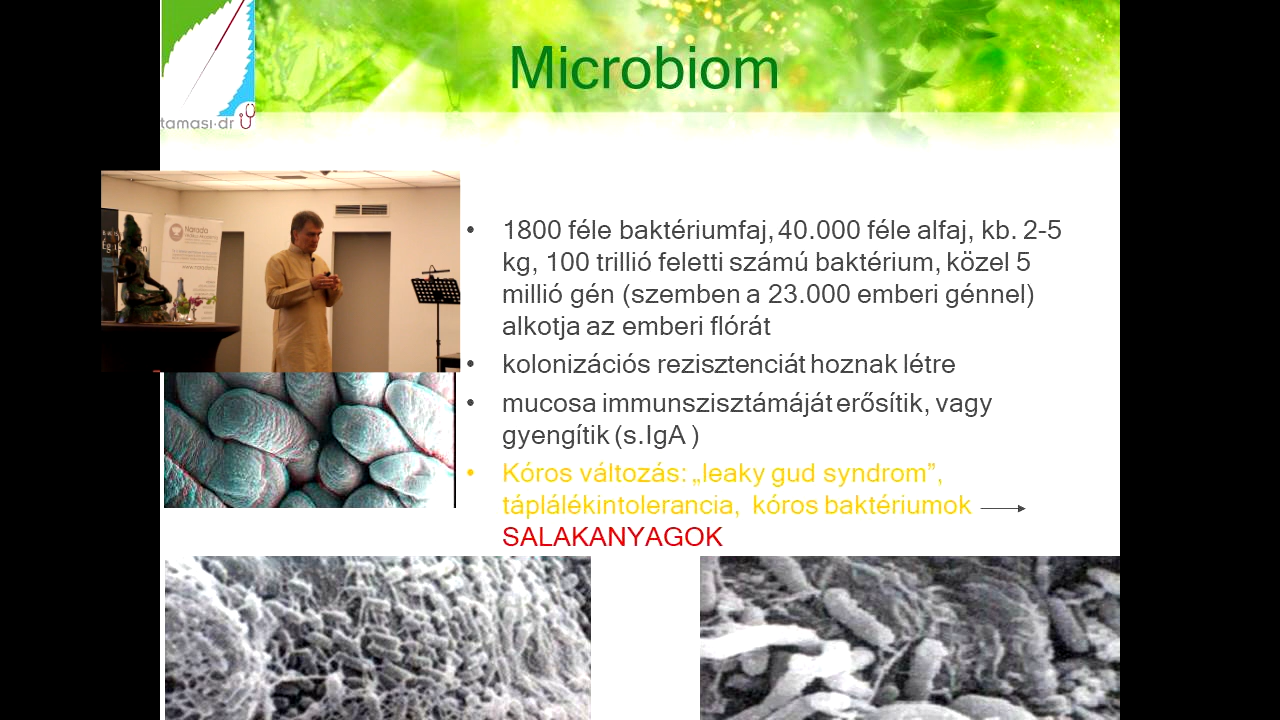 Microbiom
tamasi·dr
Narada
• 1800 féle baktériumfaj, 40.000 féle alfaj, kb. 2-5
kg, 100 trillió feletti számú baktérium, közel 5
millió gén (szemben a 23.000 emberi génnel)
alkotja az emberi flórát
• kolonizációs rezisztenciát hoznak létre
• mucosa immunszisztámáját erősítik, vagy
gyengítik (s.IgA )
• Kóros változás: „leaky gud syndrom”,
táplálékintolerancia, kóros baktériumok
SALAKANYAGOK